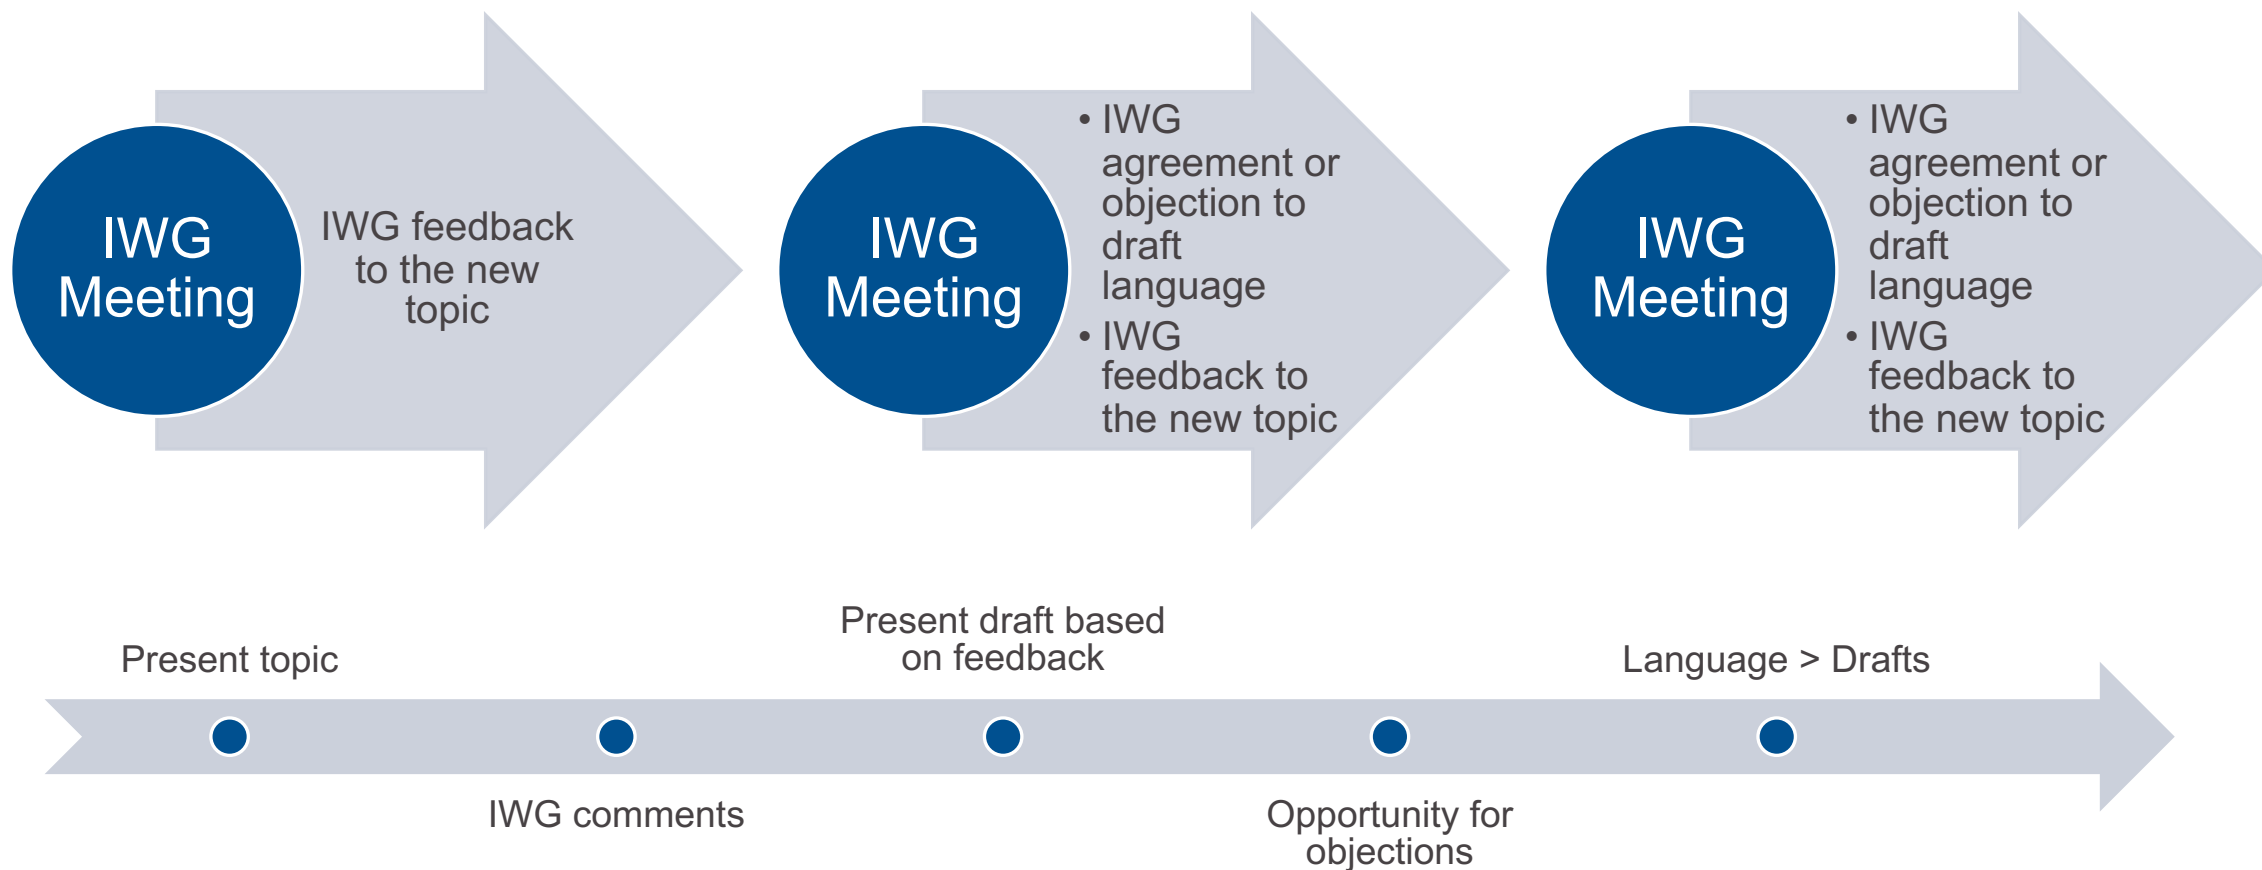 IWG
Meeting
IWG feedback
to the new
topic
IWG
Meeting
• IWG
agreement or
objection to
draft
language
• IWG
feedback to
the new topic
IWG
Meeting
• IWG
agreement or
objection to
draft
language
• IWG
feedback to
the new topic
Present topic
IWG comments
Present draft based
on feedback
Opportunity for
objections
Language > Drafts